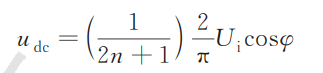 u_dc = (1/(2n + 1)) 2/π U_i cosφ